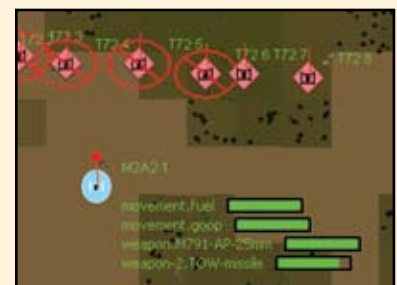 T72-3
T72-4
T72-5
T72-6 T72-7
T72-8
M2A2-1
movement.fuel
movement.goop
weapon-M791-AP-25mm
weapon-2.TOW-missile